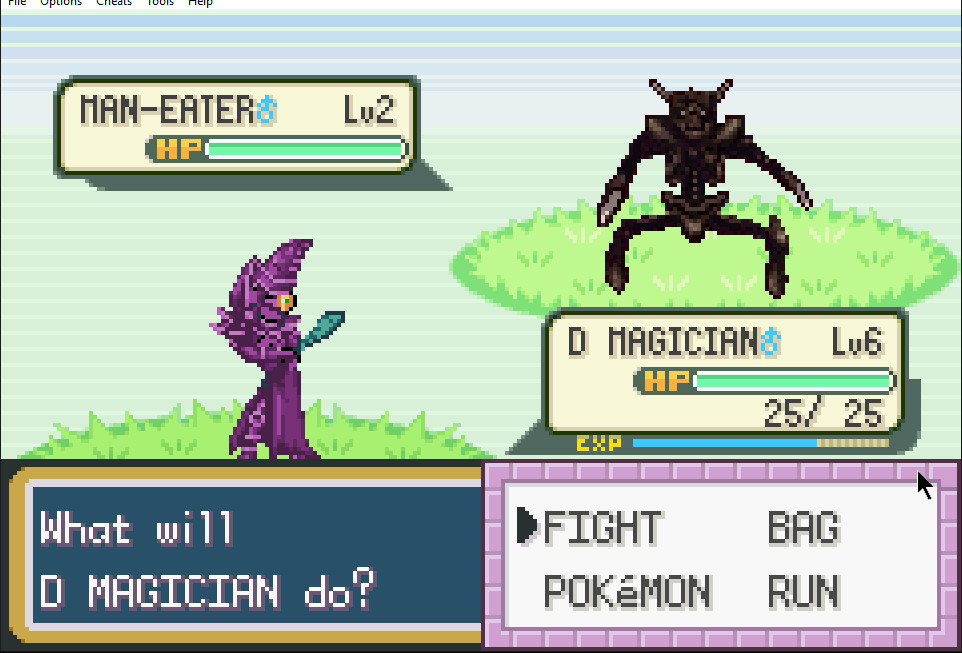 File Options Cheats Tools Help
MAN-EATER♂ Lv2
HP
D MAGICIAN♂ Lv6
HP
25/ 25
EXP
What will
D MAGICIAN do?
FIGHT BAG
POKéMON RUN